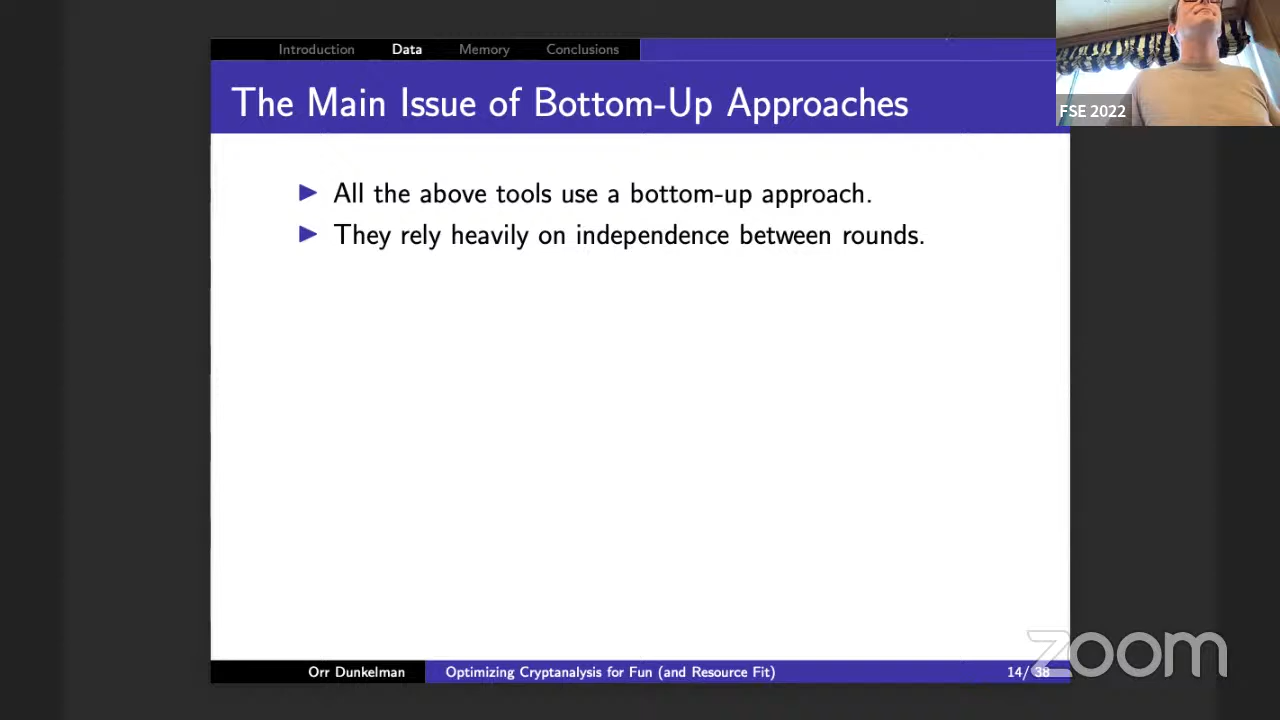 Introduction Data Memory Conclusions
The Main Issue of Bottom-Up Approaches
FSE 2022
All the above tools use a bottom-up approach.
They rely heavily on independence between rounds.
Orr Dunkelman Optimizing Cryptanalysis for Fun (and Resource Fit) 14/38
zoom